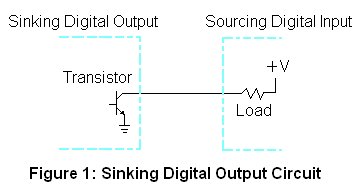 Sinking Digital Output
Sourcing Digital Input
+V
Transistor
Load
Figure 1: Sinking Digital Output Circuit